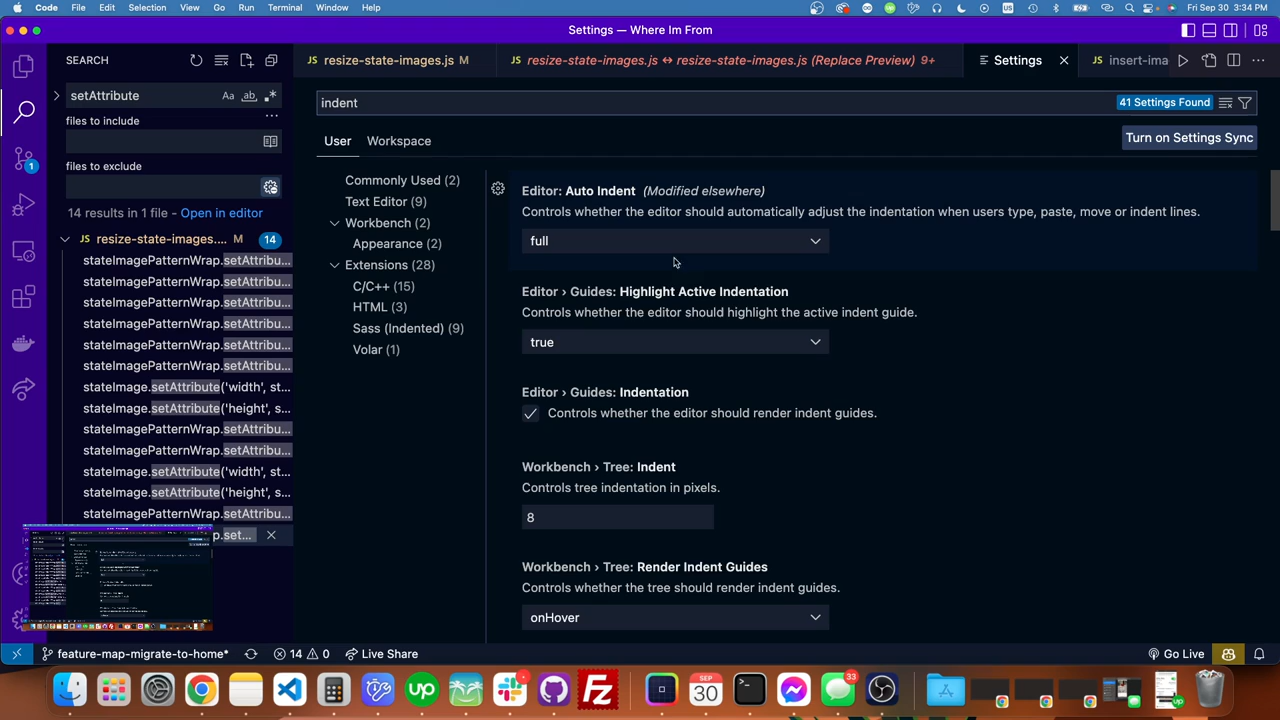 Code File Edit Selection View Go Run Terminal Window Help
Fri Sep 30 3:34 PM
Settings — Where Im From
SEARCH
resize-state-images.js M
resize-state-images.js ↔ resize-state-images.js (Replace Preview) 9+
Settings
insert-ima
setAttribute
Aa ab
files to include
files to exclude
14 results in 1 file - Open in editor
resize-state-images.... M 14
stateImagePatternWrap.setAttribu...
stateImagePatternWrap.setAttribu...
stateImagePatternWrap.setAttribu...
stateImagePatternWrap.setAttribu...
stateImagePatternWrap.setAttribu...
stateImagePatternWrap.setAttribu...
stateImage.setAttribute('width', st...
stateImage.setAttribute('height', s...
stateImagePatternWrap.setAttribu...
stateImagePatternWrap.setAttribu...
stateImage.setAttribute('width', st...
stateImage.setAttribute('height', s...
stateImagePatternWrap.setAttribu...
p.set...
indent
41 Settings Found
User
Workspace
Turn on Settings Sync
Commonly Used (2)
Text Editor (9)
Workbench (2)
Appearance (2)
Extensions (28)
C/C++ (15)
HTML (3)
Sass (Indented) (9)
Volar (1)
Editor: Auto Indent (Modified elsewhere)
Controls whether the editor should automatically adjust the indentation when users type, paste, move or indent lines.
full
Editor › Guides: Highlight Active Indentation
Controls whether the editor should highlight the active indent guide.
true
Editor › Guides: Indentation
Controls whether the editor should render indent guides.
Workbench › Tree: Indent
Controls tree indentation in pixels.
8
Workbench › Tree: Render Indent Guides
Controls whether the tree should render indent guides.
onHover
1
feature-map-migrate-to-home*
14
0
Live Share
Go Live
up
SEP
30
Fz
33